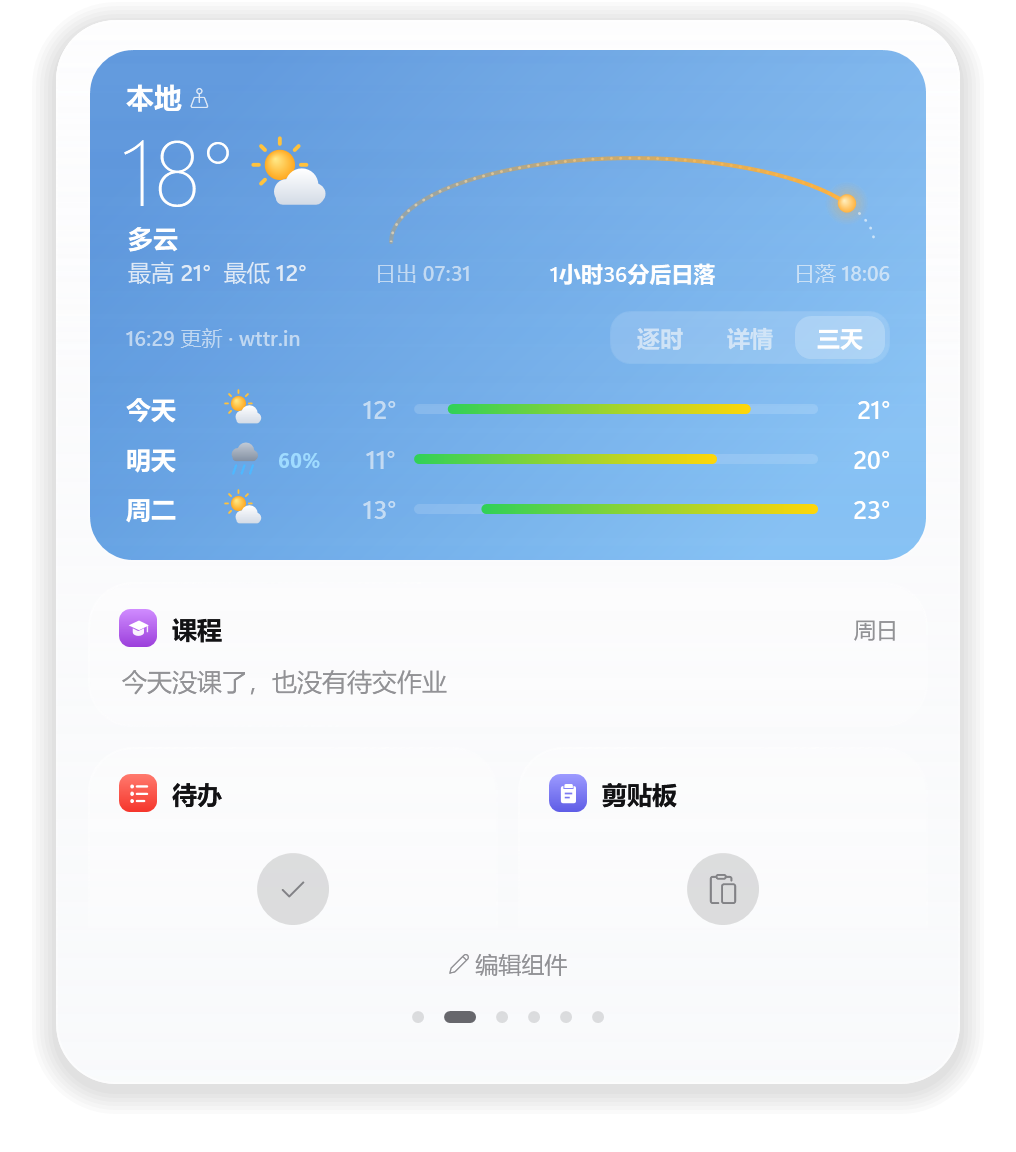 本地
18°
多云
最高 21° 最低 12°
日出 07:31
1小时36分后日落
日落 18:06
16:29 更新 · wttr.in
逐时 详情 三天
今天 12° 21°
明天 60% 11° 20°
周二 13° 23°
课程 周日
今天没课了，也没有待交作业
待办 剪贴板
编辑组件